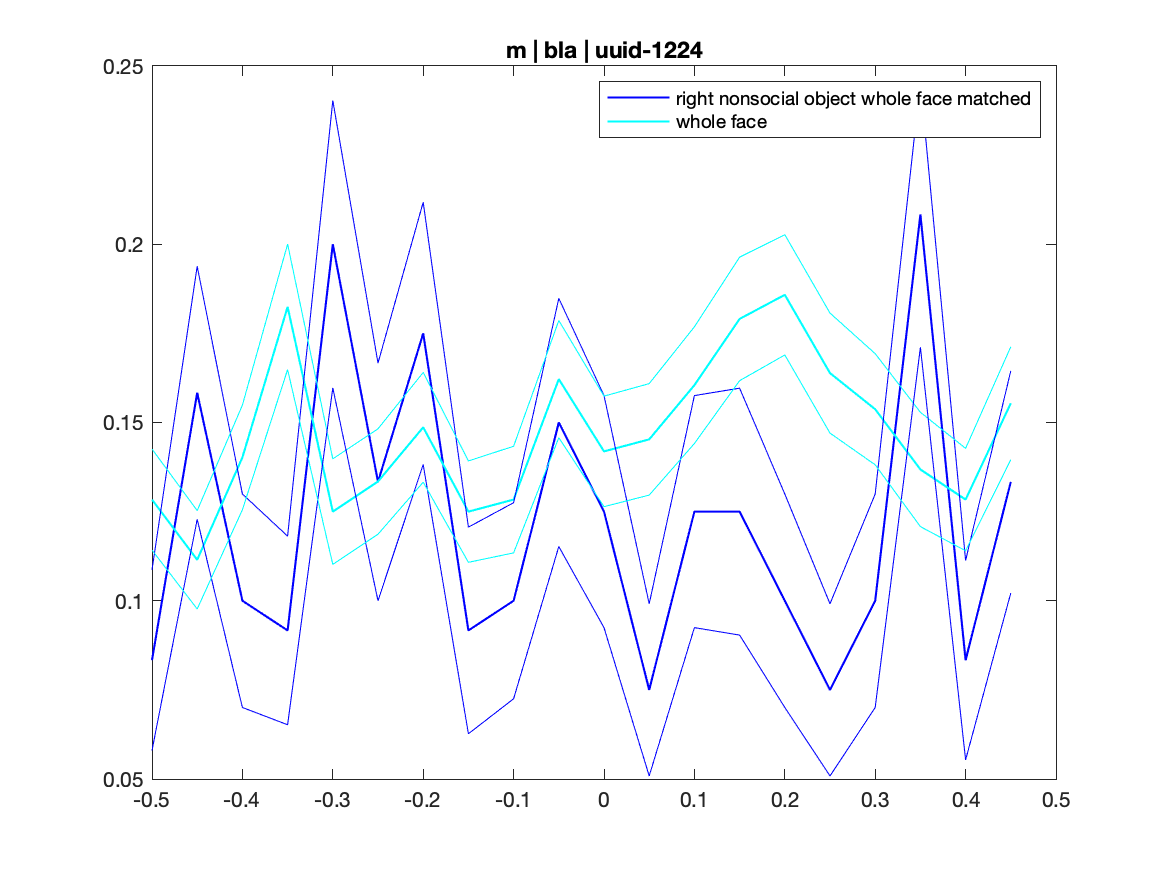 m | bla | uuid-1224
right nonsocial object whole face matched
whole face
0.25
0.2
0.15
0.1
0.05
-0.5 -0.4 -0.3 -0.2 -0.1 0 0.1 0.2 0.3 0.4 0.5